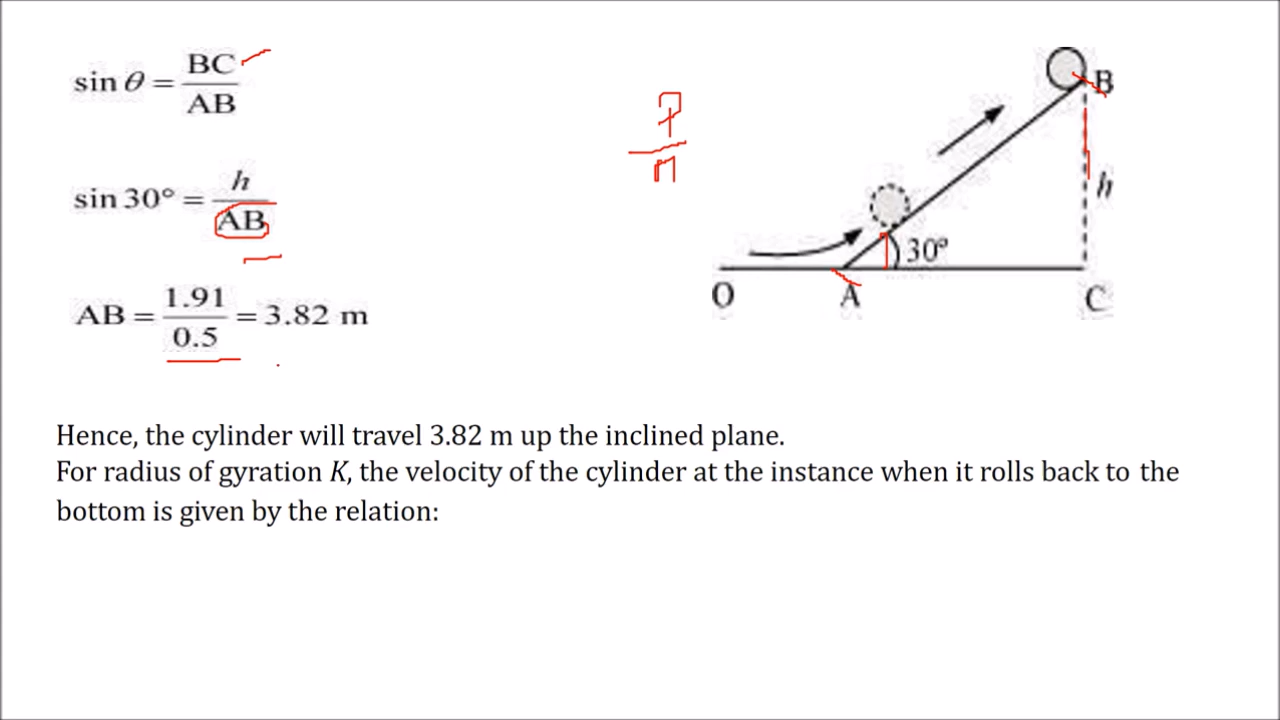 sin θ = BC / AB
sin 30° = h / AB
AB = 1.91 / 0.5 = 3.82 m
B
h
30°
O
A
C
Hence, the cylinder will travel 3.82 m up the inclined plane.
For radius of gyration K, the velocity of the cylinder at the instance when it rolls back to the
bottom is given by the relation: